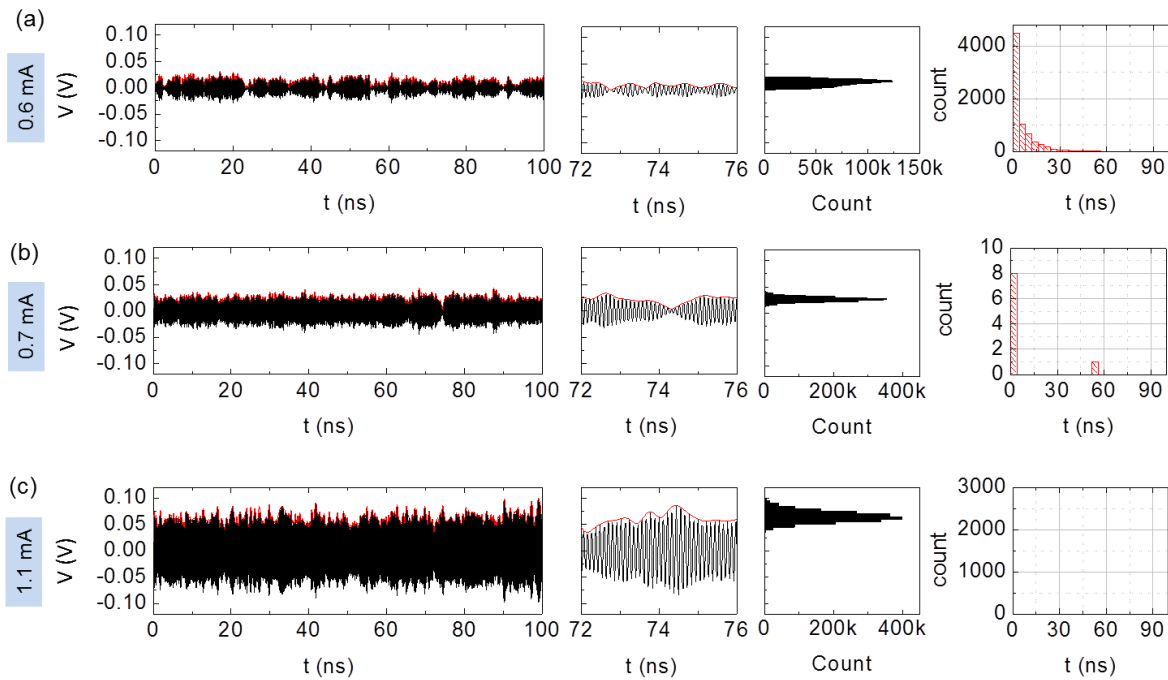 (a)
0.6 mA
V (V)
0.10
0.05
0.00
-0.05
-0.10
0 20 40 60 80 100
t (ns)
72 74 76
t (ns)
0 50k 100k 150k
Count
count
4000
2000
0
0 30 60 90
t (ns)
(b)
0.7 mA
V (V)
0.10
0.05
0.00
-0.05
-0.10
0 20 40 60 80 100
t (ns)
72 74 76
t (ns)
0 100k 200k 300k 400k
Count
count
10
8
6
4
2
0
0 30 60 90
t (ns)
(c)
1.1 mA
V (V)
0.10
0.05
0.00
-0.05
-0.10
0 20 40 60 80 100
t (ns)
72 74 76
t (ns)
0 200k 400k
Count
count
3000
2000
1000
0
0 30 60 90
t (ns)